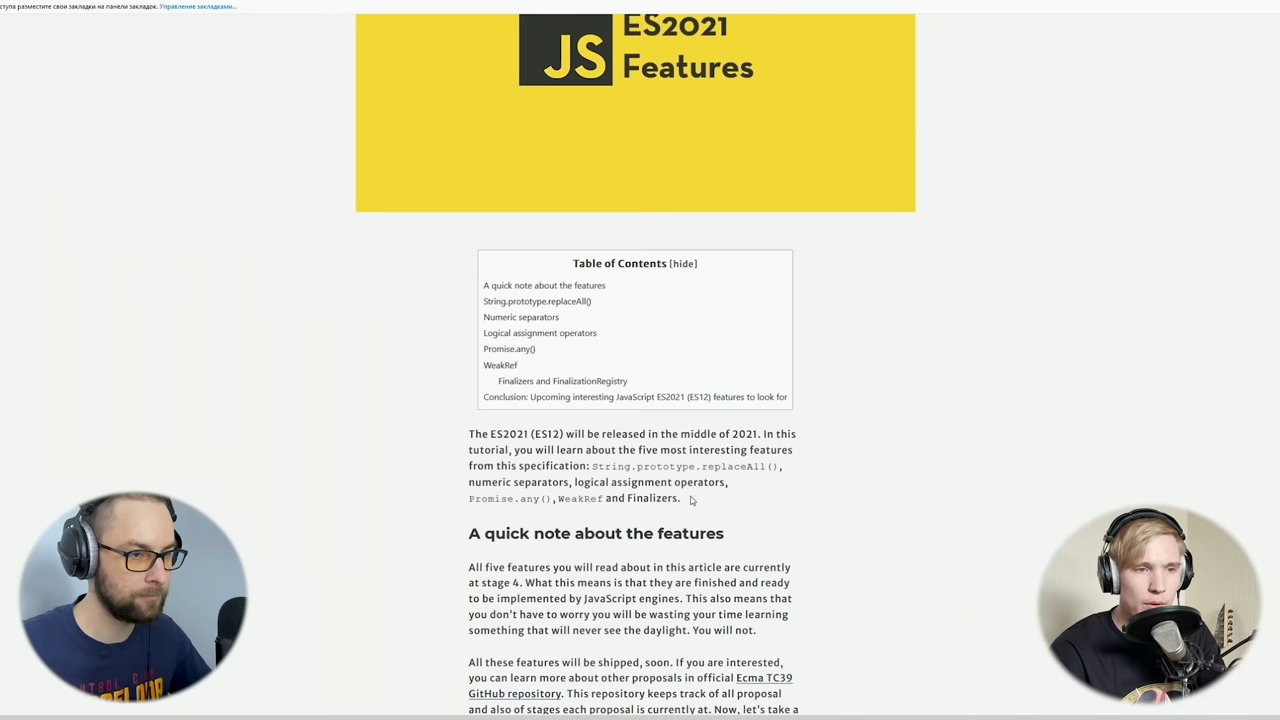 ступа разместите свои закладки на панели закладок. Управление закладками...
JS
ES2021
Features
Table of Contents [hide]
A quick note about the features
String.prototype.replaceAll()
Numeric separators
Logical assignment operators
Promise.any()
WeakRef
Finalizers and FinalizationRegistry
Conclusion: Upcoming interesting JavaScript ES2021 (ES12) features to look for
The ES2021 (ES12) will be released in the middle of 2021. In this
tutorial, you will learn about the five most interesting features
from this specification: String.prototype.replaceAll(),
numeric separators, logical assignment operators,
Promise.any(), WeakRef and Finalizers.
A quick note about the features
All five features you will read about in this article are currently
at stage 4. What this means is that they are finished and ready
to be implemented by JavaScript engines. This also means that
you don't have to worry you will be wasting your time learning
something that will never see the daylight. You will not.
All these features will be shipped, soon. If you are interested,
you can learn more about other proposals in official Ecma TC39
GitHub repository. This repository keeps track of all proposal
and also of stages each proposal is currently at. Now, let's take a